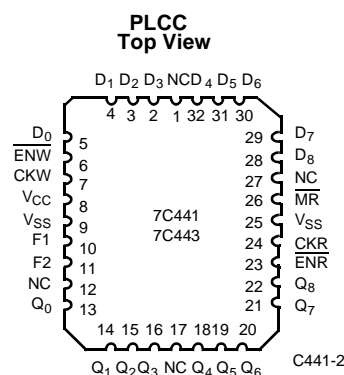 PLCC
Top View
D1 D2 D3 NC D4 D5 D6
4 3 2 1 32 31 30
D0 5 29 D7
ENW 6 28 D8
CKW 7 27 NC
VCC 8 26 MR
VSS 9 25 VSS
F1 10 24 CKR
F2 11 23 ENR
NC 12 22 Q8
Q0 13 21 Q7
7C441
7C443
14 15 16 17 18 19 20
Q1 Q2 Q3 NC Q4 Q5 Q6
C441-2